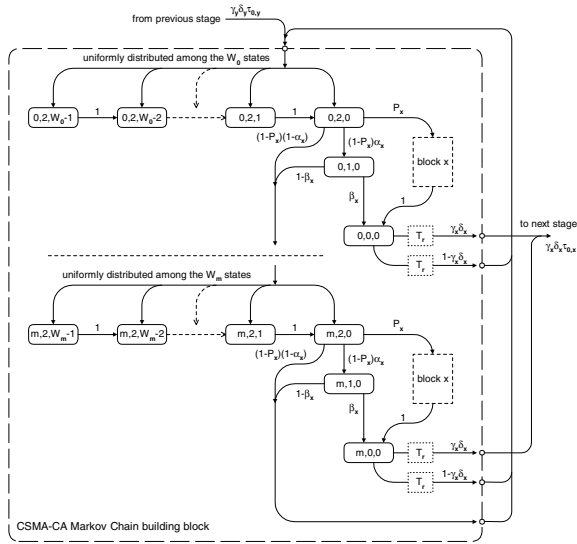 γyδyτ0,y
from previous stage
uniformly distributed among the W0 states
0,2,W0-1
1
0,2,W0-2
0,2,1
1
0,2,0
Px
(1-Px)(1-αx)
(1-Px)αx
block x
1-βx
0,1,0
βx
1
to next stage
0,0,0
Tr
γxδx
γxδxτ0,x
Tr
1-γxδx
uniformly distributed among the Wm states
m,2,Wm-1
1
m,2,Wm-2
m,2,1
1
m,2,0
Px
(1-Px)(1-αx)
(1-Px)αx
block x
1-βx
m,1,0
βx
1
m,0,0
Tr
γxδx
Tr
1-γxδx
CSMA-CA Markov Chain building block